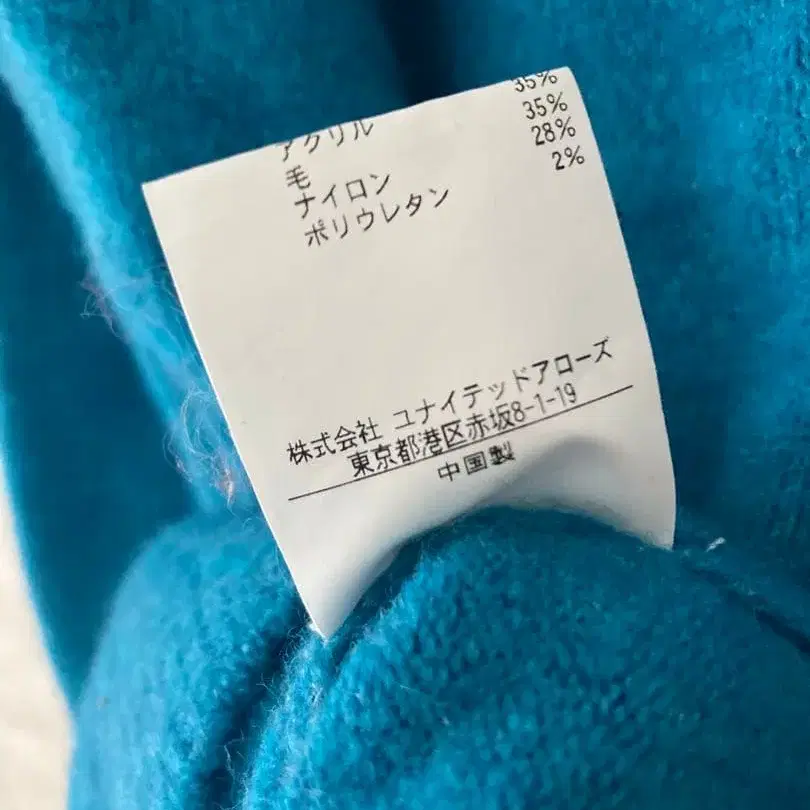 アクリル 35%
毛 35%
ナイロン 28%
ポリウレタン 2%
株式会社 ユナイテッドアローズ
東京都港区赤坂8-1-19
中国製